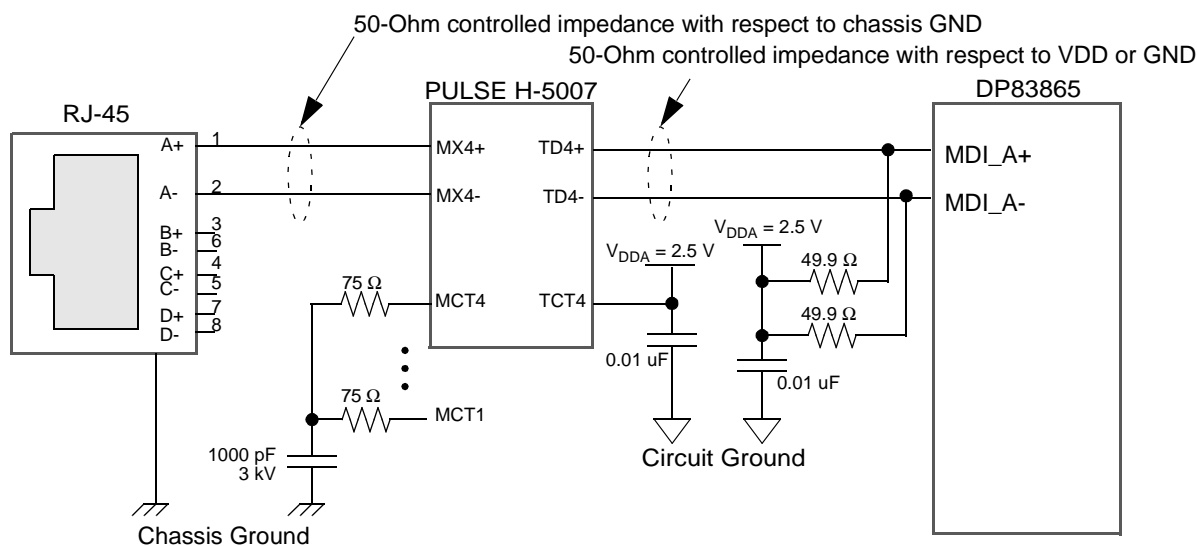 50-Ohm controlled impedance with respect to chassis GND
50-Ohm controlled impedance with respect to VDD or GND
RJ-45
PULSE H-5007
DP83865
A+ 1
MX4+
TD4+
MDI_A+
A- 2
MX4-
TD4-
MDI_A-
B+ 3
B- 6
C+ 4
C- 5
D+ 7
D- 8
VDDA = 2.5 V
VDDA = 2.5 V
49.9 Ω
49.9 Ω
75 Ω
MCT4
TCT4
0.01 uF
0.01 uF
75 Ω
MCT1
1000 pF
3 kV
Circuit Ground
Chassis Ground